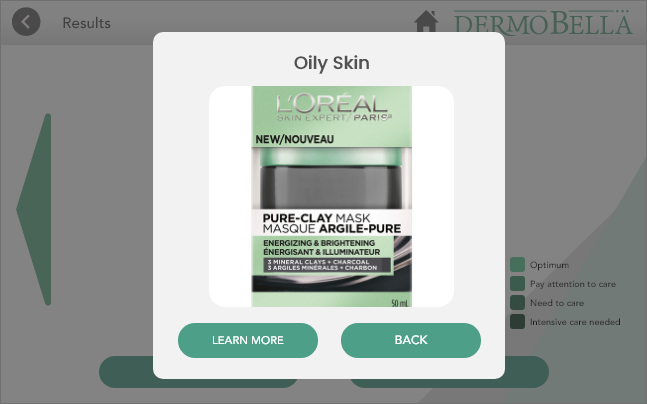 Results
DERMOBELLA
Oily Skin
L'ORÉAL
SKIN EXPERT/PARIS
NEW/NOUVEAU
PURE-CLAY MASK
MASQUE ARGILE-PURE
ENERGIZING & BRIGHTENING
ÉNERGISANT & ILLUMINATEUR
3 MINERAL CLAYS + CHARCOAL
3 ARGILES MINÉRALES + CHARBON
50 mL
Optimum
Pay attention to care
Need to care
Intensive care needed
LEARN MORE
BACK